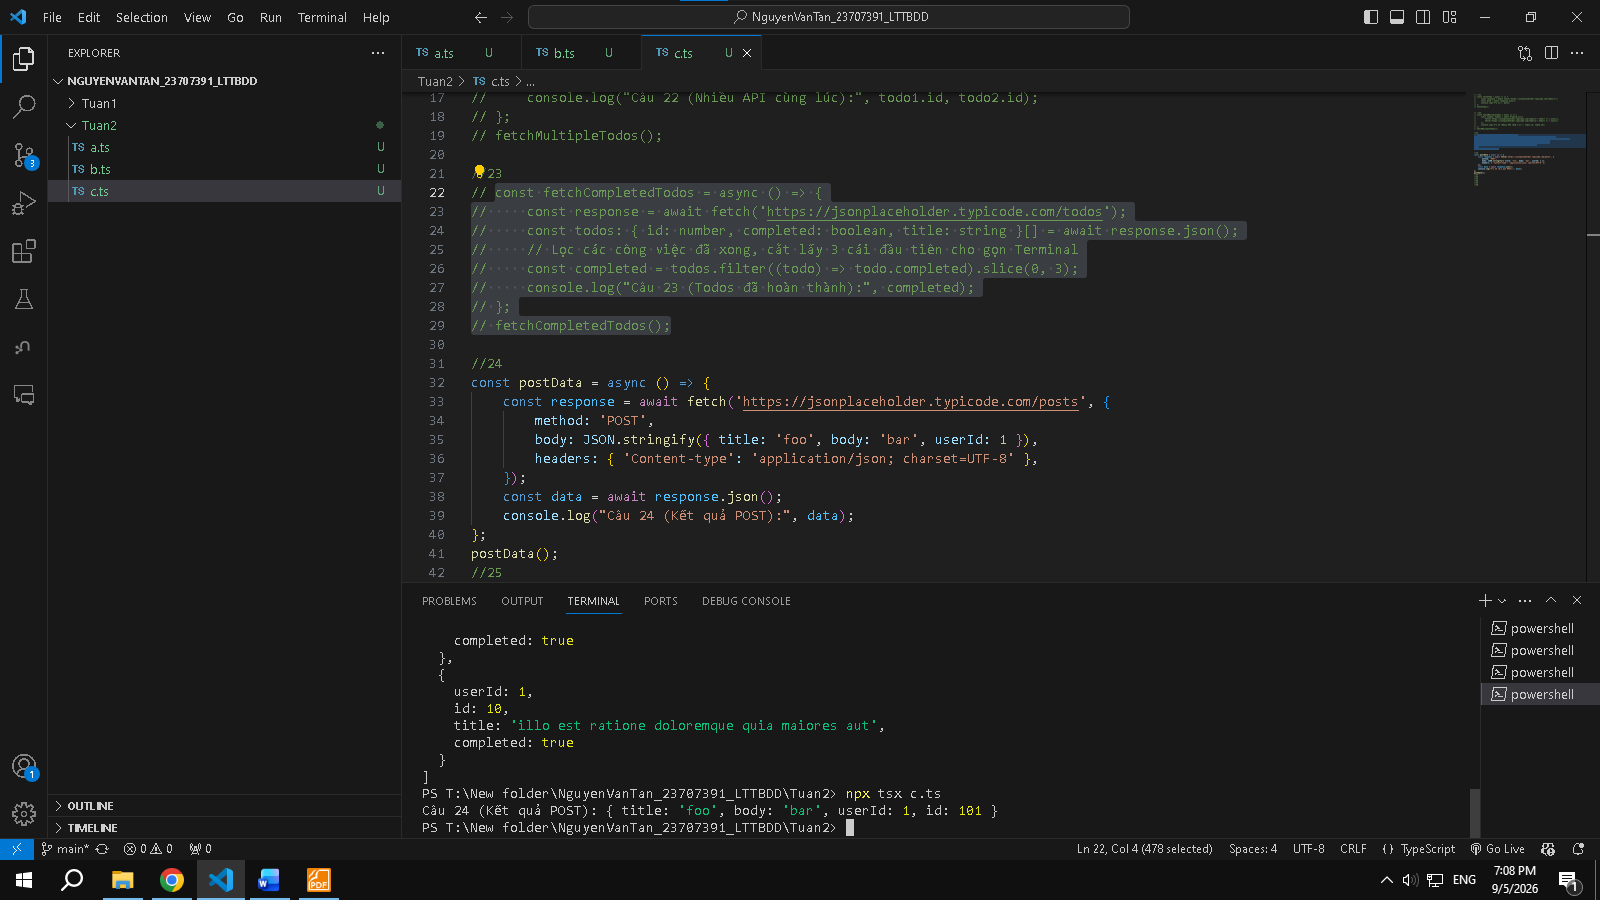 File Edit Selection View Go Run Terminal Help
NguyenVanTan_23707391_LTTBDD
EXPLORER
NGUYENVANTAN_23707391_LTTBDD
Tuan1
Tuan2
TS a.ts U
TS b.ts U
TS c.ts U
3
1
OUTLINE
TIMELINE
TS a.ts U TS b.ts U TS c.ts U
Tuan2 > TS c.ts > ...
17 //     console.log("Câu 22 (Nhiều API cùng lúc):", todo1.id, todo2.id);
18 // };
19 // fetchMultipleTodos();
20
21 //23
22 // const fetchCompletedTodos = async () => {
23 //     const response = await fetch('https://jsonplaceholder.typicode.com/todos');
24 //     const todos: { id: number, completed: boolean, title: string }[] = await response.json();
25 //     // Lọc các công việc đã xong, cắt lấy 3 cái đầu tiên cho gọn Terminal
26 //     const completed = todos.filter((todo) => todo.completed).slice(0, 3);
27 //     console.log("Câu 23 (Todos đã hoàn thành):", completed);
28 // };
29 // fetchCompletedTodos();
30
31 //24
32 const postData = async () => {
33     const response = await fetch('https://jsonplaceholder.typicode.com/posts', {
34         method: 'POST',
35         body: JSON.stringify({ title: 'foo', body: 'bar', userId: 1 }),
36         headers: { 'Content-type': 'application/json; charset=UTF-8' },
37     });
38     const data = await response.json();
39     console.log("Câu 24 (Kết quả POST):", data);
40 };
41 postData();
42 //25
PROBLEMS OUTPUT TERMINAL PORTS DEBUG CONSOLE
    completed: true
  },
  {
    userId: 1,
    id: 10,
    title: 'illo est ratione doloremque quia maiores aut',
    completed: true
  }
]
PS T:\New folder\NguyenVanTan_23707391_LTTBDD\Tuan2> npx tsx c.ts
Câu 24 (Kết quả POST): { title: 'foo', body: 'bar', userId: 1, id: 101 }
PS T:\New folder\NguyenVanTan_23707391_LTTBDD\Tuan2>
powershell
powershell
powershell
powershell
main* 0 0 0 Ln 22, Col 4 (478 selected) Spaces: 4 UTF-8 CRLF {} TypeScript Go Live
PDF ENG 7:08 PM
9/5/2026
1